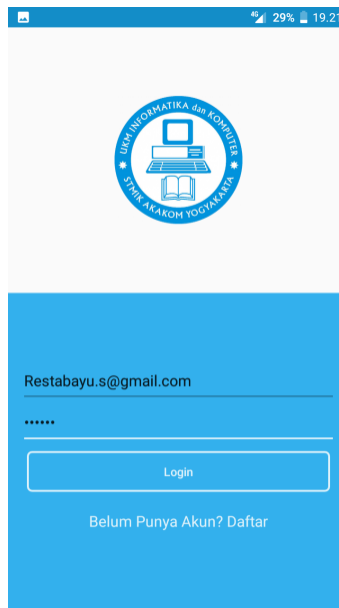 4G 29% 19.21
UKM INFORMATIKA dan KOMPUTER
STMIK AKAKOM YOGYAKARTA
Restabayu.s@gmail.com
••••••
Login
Belum Punya Akun? Daftar